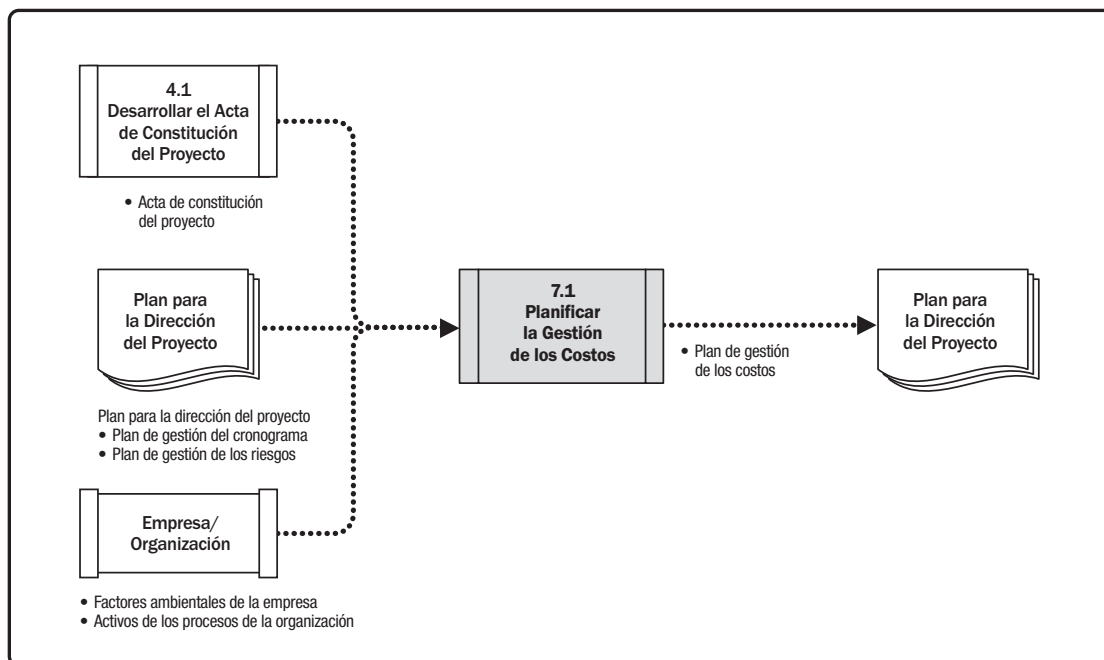 4.1
Desarrollar el Acta
de Constitución
del Proyecto
• Acta de constitución
del proyecto
Plan para
la Dirección
del Proyecto
Plan para la dirección del proyecto
• Plan de gestión del cronograma
• Plan de gestión de los riesgos
Empresa/
Organización
• Factores ambientales de la empresa
• Activos de los procesos de la organización
7.1
Planificar
la Gestión
de los Costos
• Plan de gestión
de los costos
Plan para
la Dirección
del Proyecto